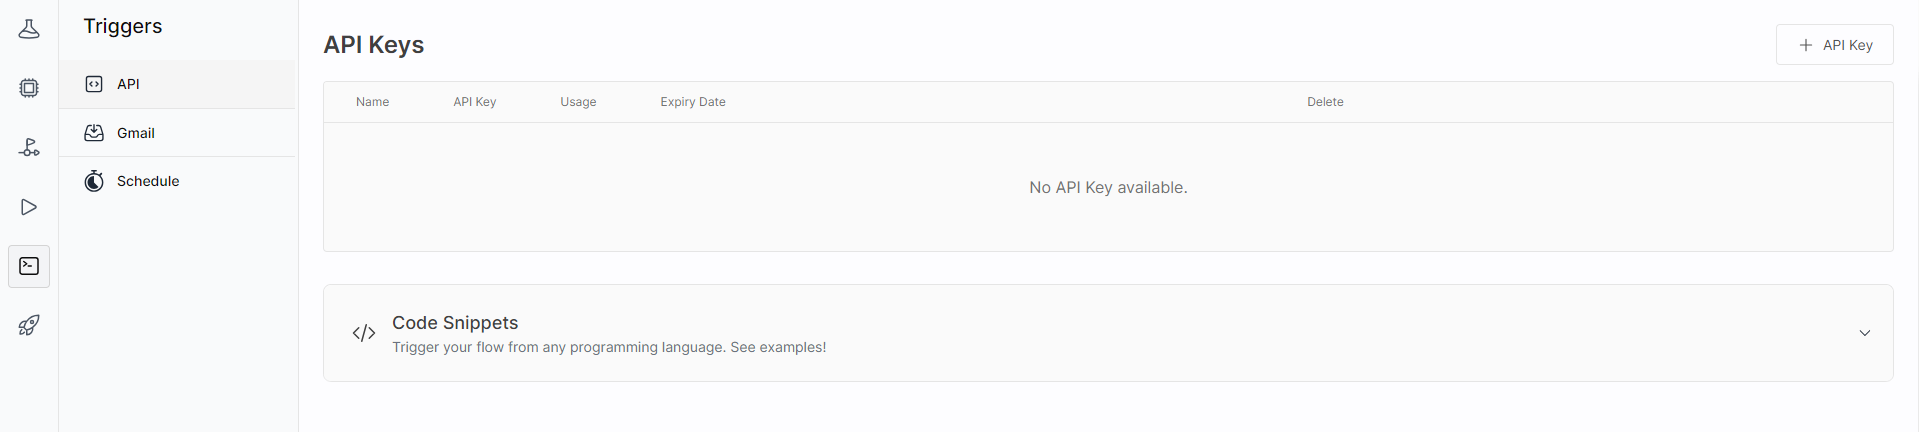 Triggers
API
Gmail
Schedule
API Keys
API Key
Name API Key Usage Expiry Date Delete
No API Key available.
Code Snippets
Trigger your flow from any programming language. See examples!